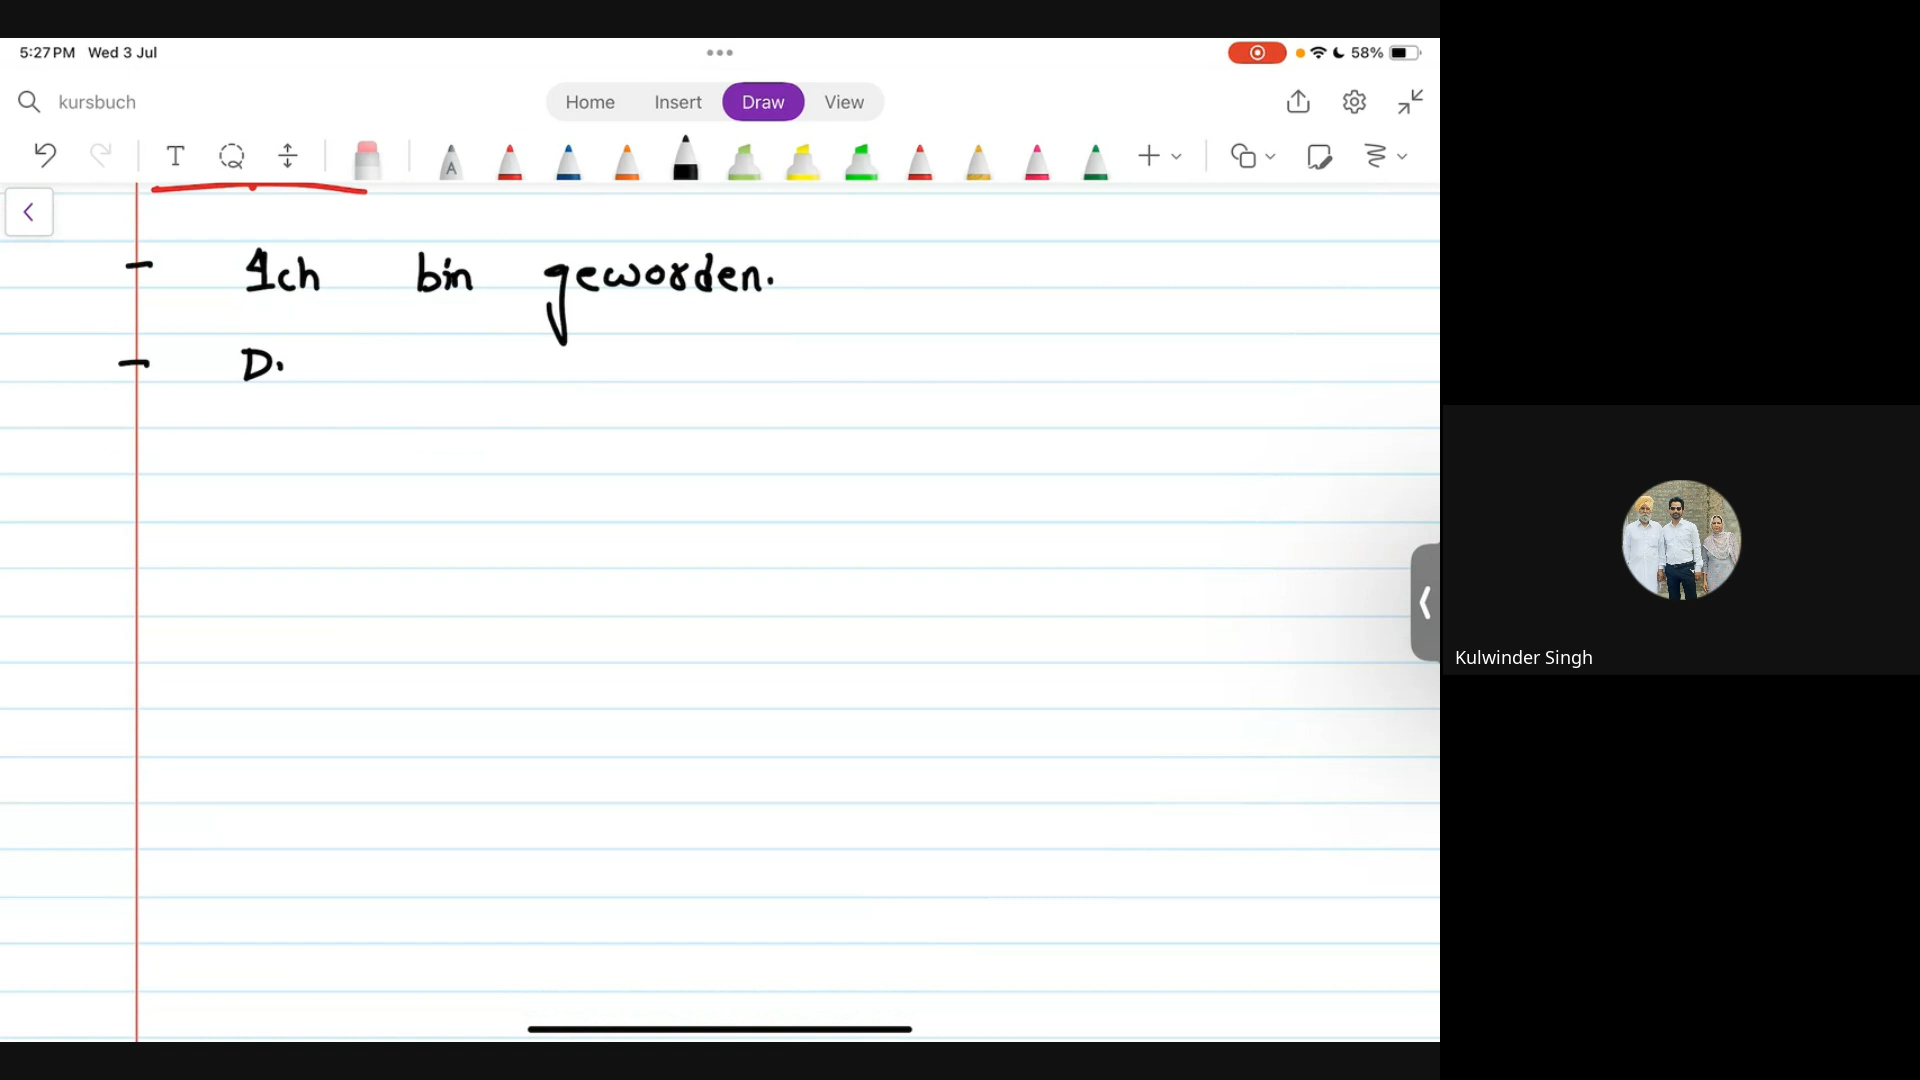 5:27 PM Wed 3 Jul
58%
kursbuch
Home Insert Draw View
T
A
- Ich bin geworden.
- D.
Kulwinder Singh